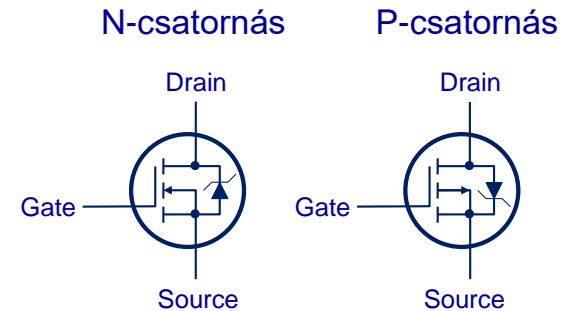 N-csatornás P-csatornás
Drain Drain
Gate Gate
Source Source